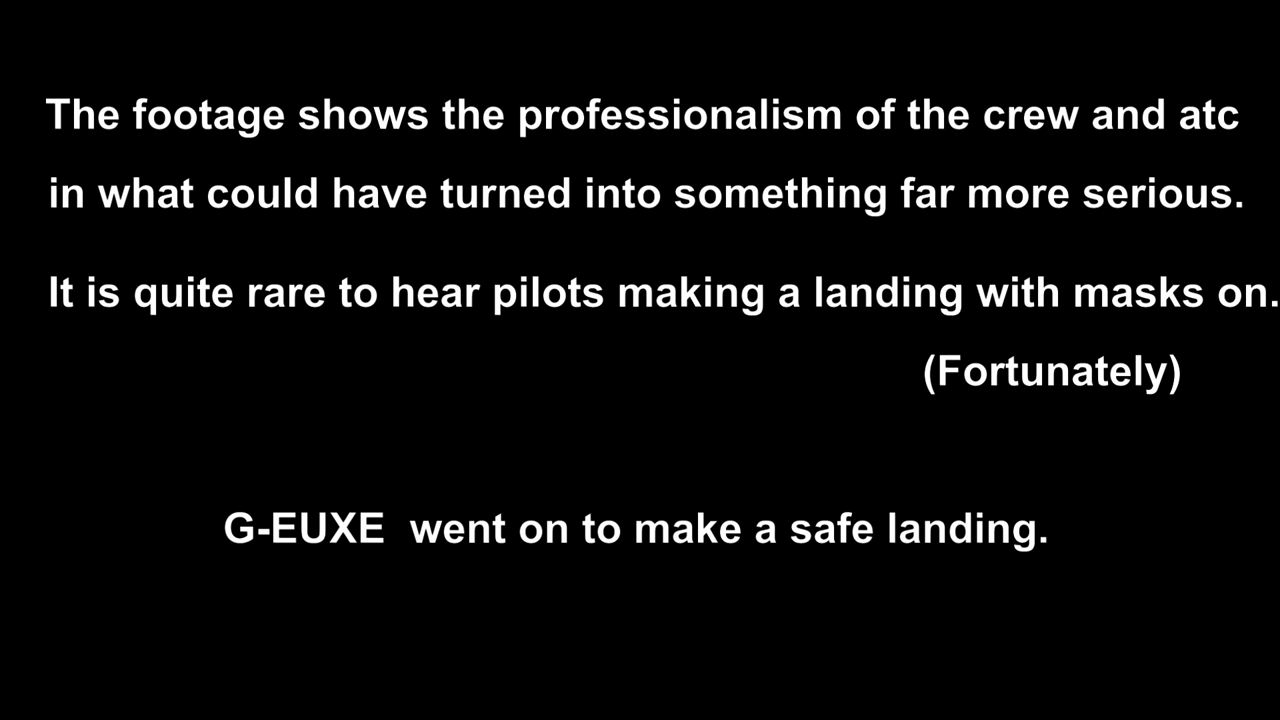 The footage shows the professionalism of the crew and atc
in what could have turned into something far more serious.
It is quite rare to hear pilots making a landing with masks on.
(Fortunately)
G-EUXE went on to make a safe landing.